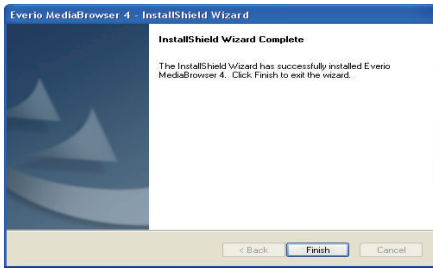 Everio MediaBrowser 4 - InstallShield Wizard
InstallShield Wizard Complete
The InstallShield Wizard has successfully installed Everio
MediaBrowser 4. Click Finish to exit the wizard.
< Back Finish Cancel